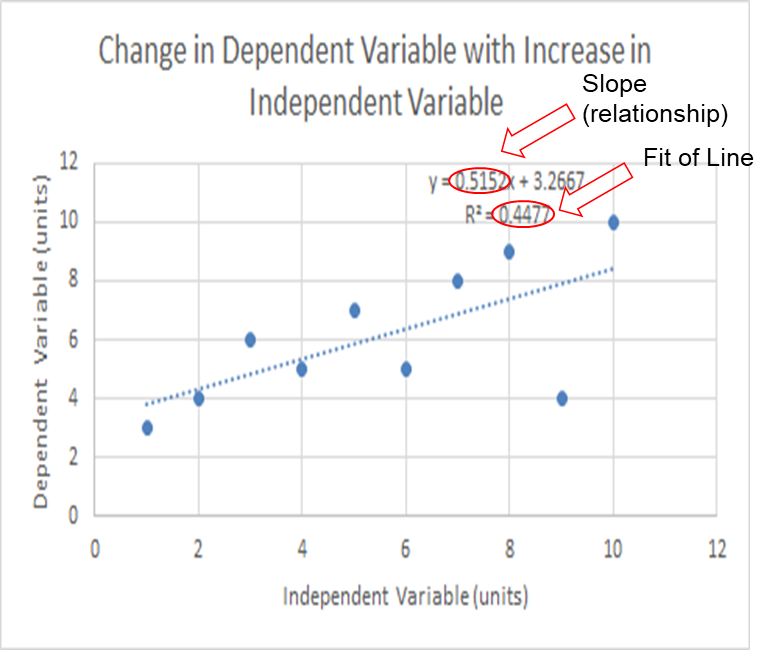 Change in Dependent Variable with Increase in
Independent Variable
Slope
(relationship)
Fit of Line
y = 0.5152x + 3.2667
R² = 0.4477
Dependent Variable (units)
12
10
8
6
4
2
0
0 2 4 6 8 10 12
Independent Variable (units)